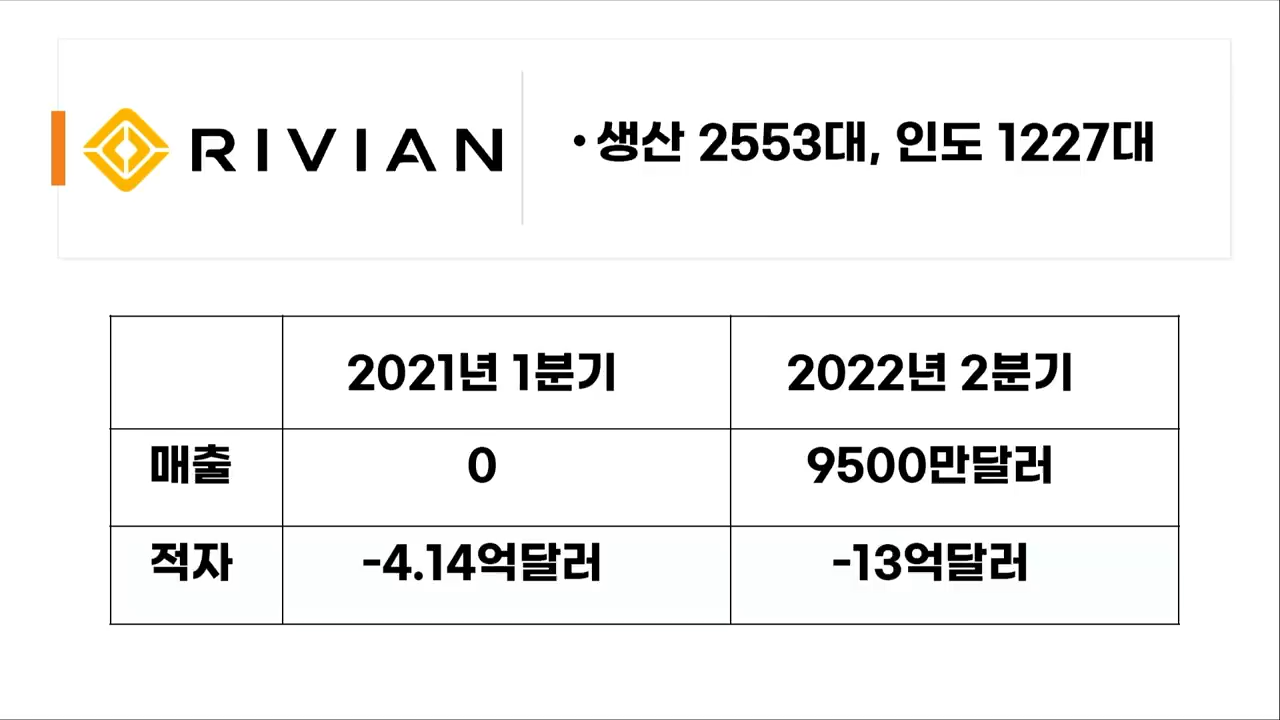 RIVIAN
• 생산 2553대, 인도 1227대
2021년 1분기 2022년 2분기
매출 0 9500만달러
적자 -4.14억달러 -13억달러